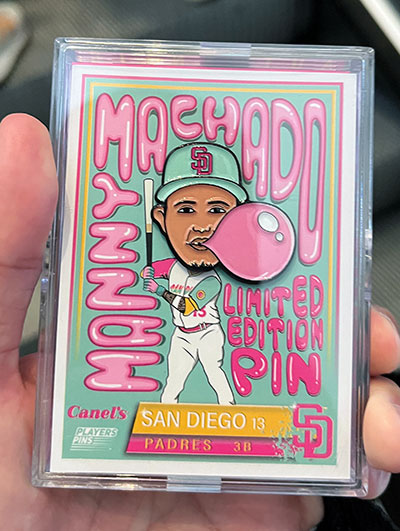 MANNY
MACHADO
SD
13
LIMITED
EDITION
PIN
Canel's
PLAYERS
PINS
SAN DIEGO 13
PADRES 3B
SD